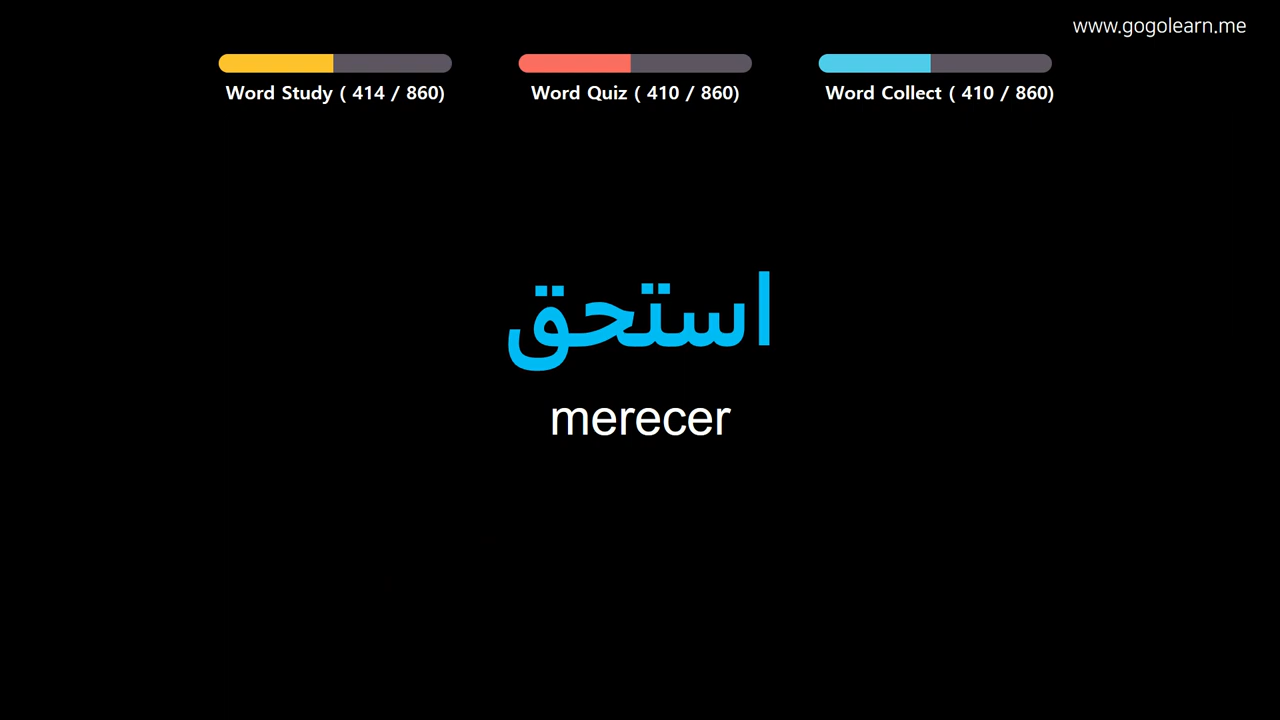 www.gogolearn.me
Word Study ( 414 / 860)
Word Quiz ( 410 / 860)
Word Collect ( 410 / 860)
استحق
merecer